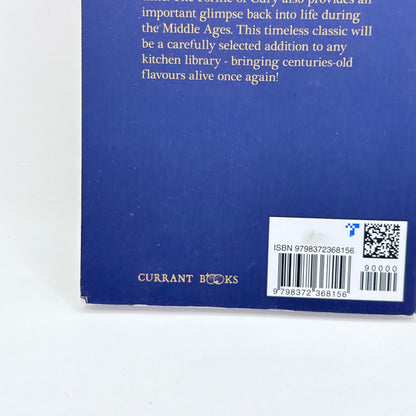 The Forme of Cury also provides an
important glimpse back into life during
the Middle Ages. This timeless classic will
be a carefully selected addition to any
kitchen library - bringing centuries-old
flavours alive once again!
ISBN 9798372368156
90000
9 798372 368156
CURRANT BOOKS